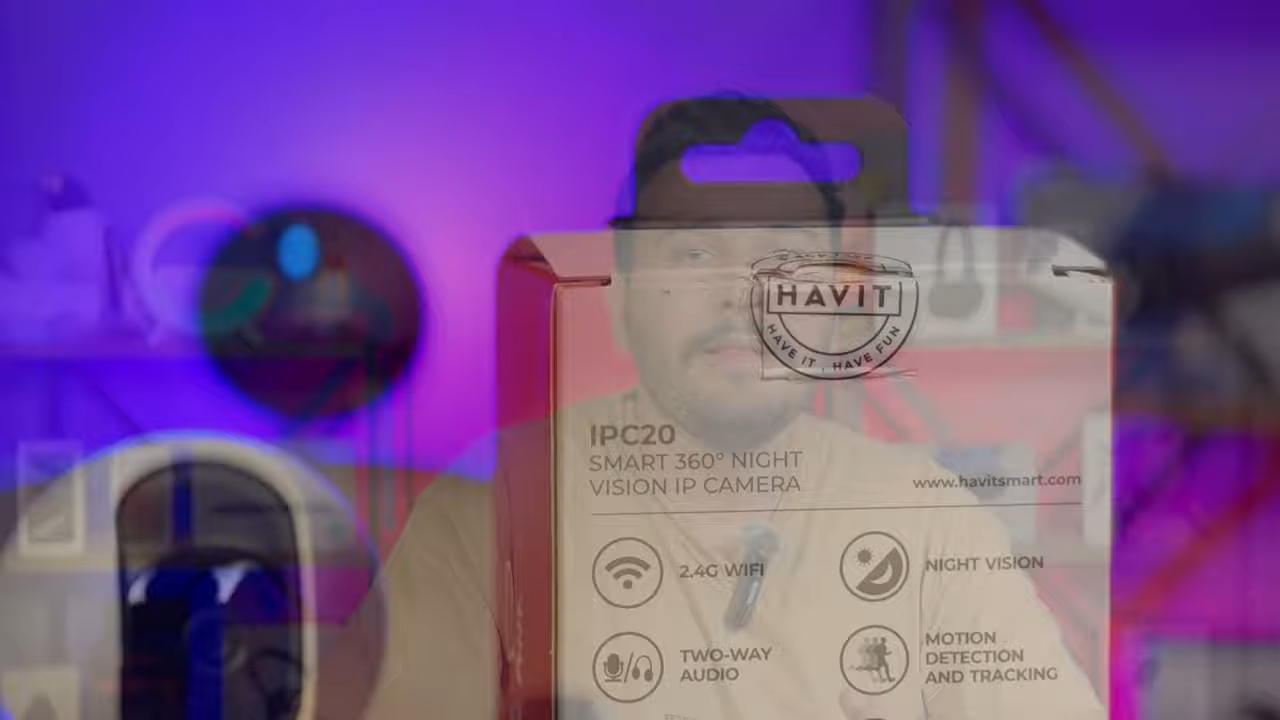 HAVIT
HAVE IT , HAVE FUN
IPC20
SMART 360° NIGHT
VISION IP CAMERA
www.havitsmart.com
2.4G WIFI
NIGHT VISION
TWO-WAY
AUDIO
MOTION
DETECTION
AND TRACKING